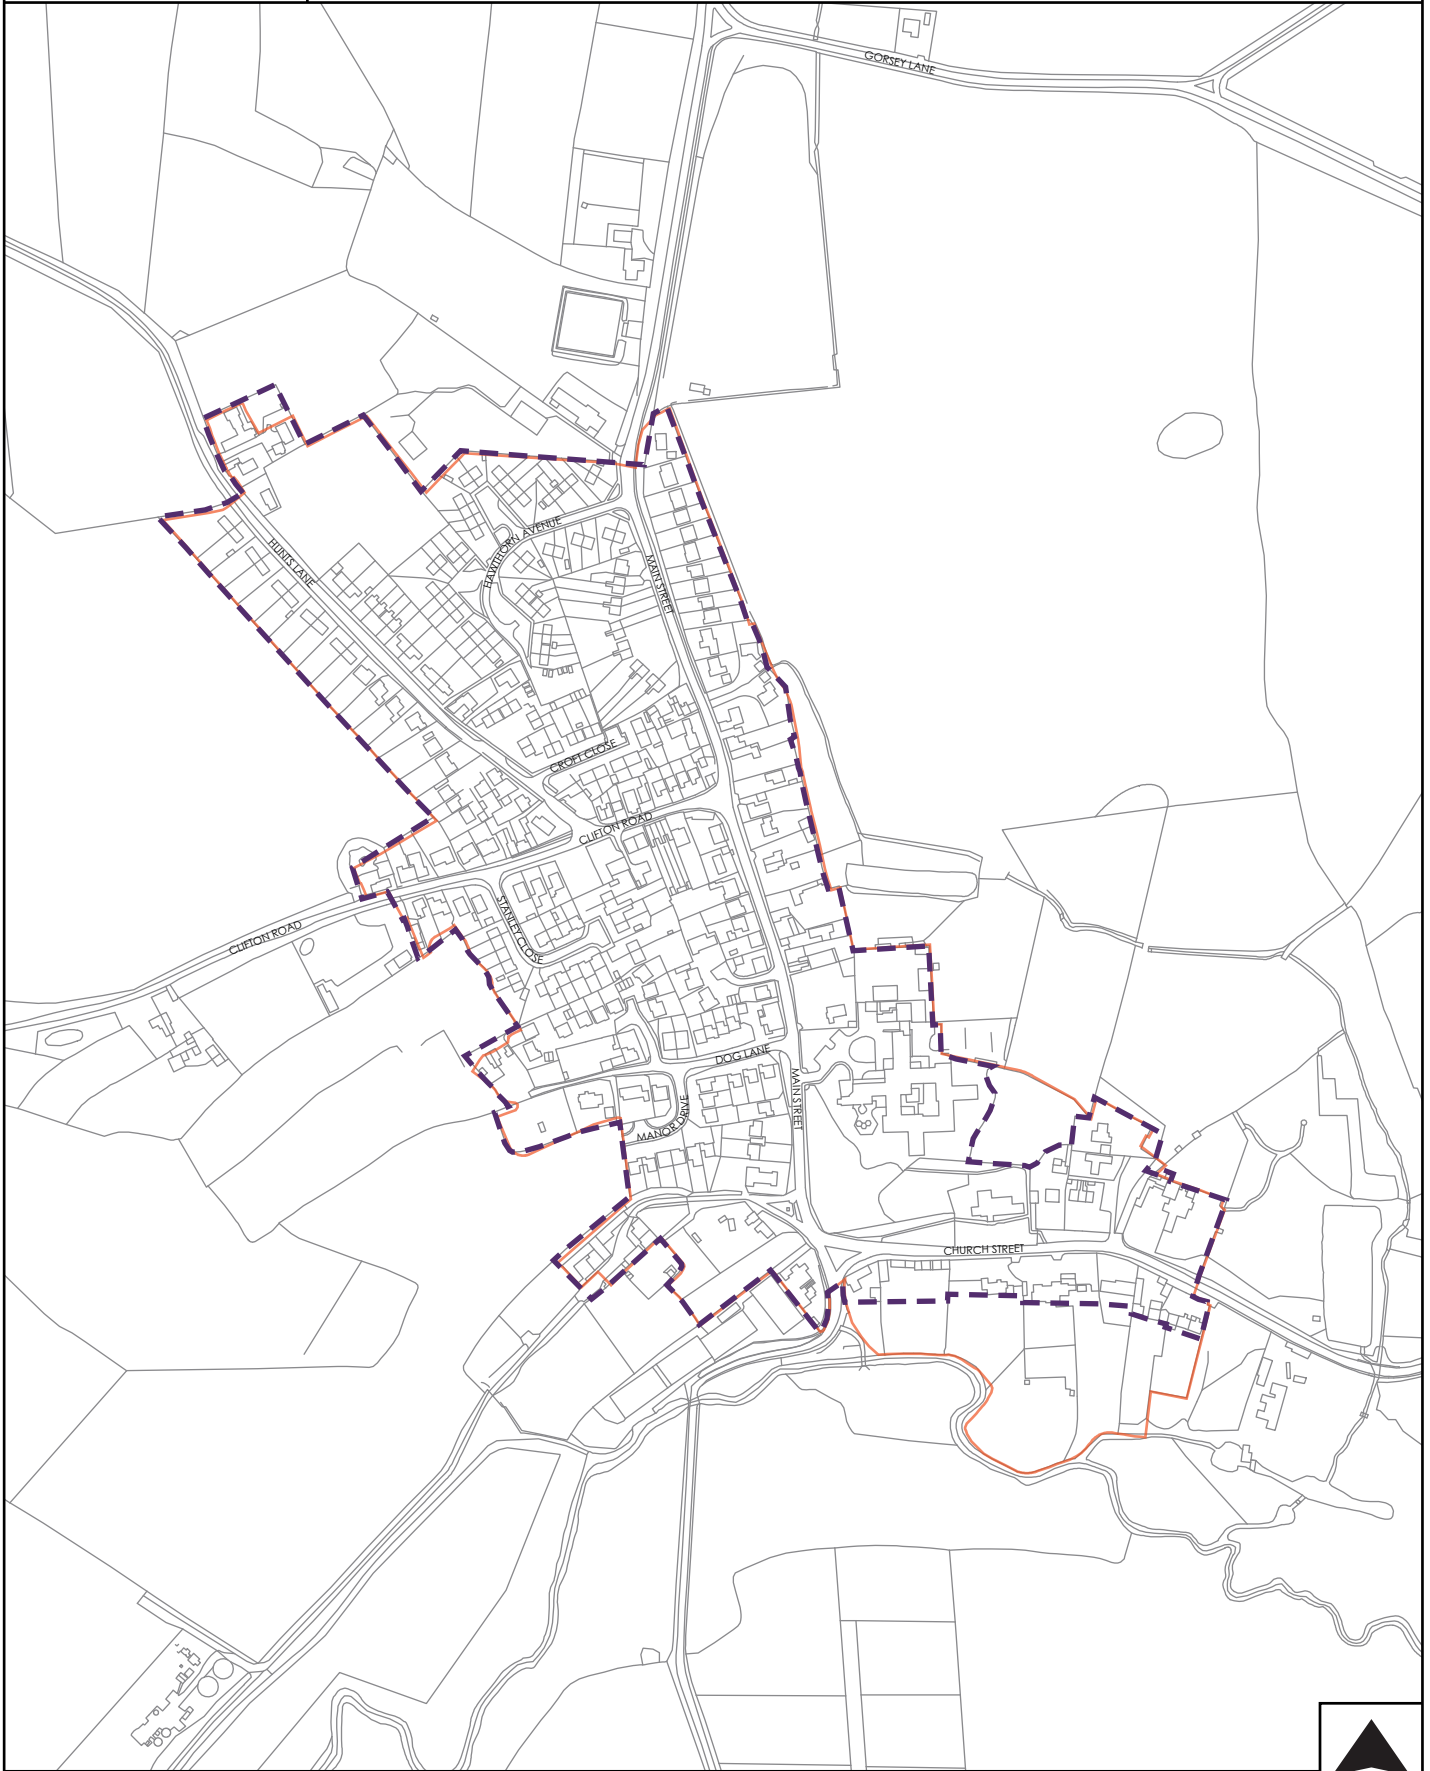 GORSEY LANE
HAWTHORN AVENUE
HUNTS LANE
MAIN STREET
CROFT CLOSE
CLIFTON ROAD
STANLEY CLOSE
CLIFTON ROAD
DOG LANE
MAIN STREET
MANOR DRIVE
CHURCH STREET